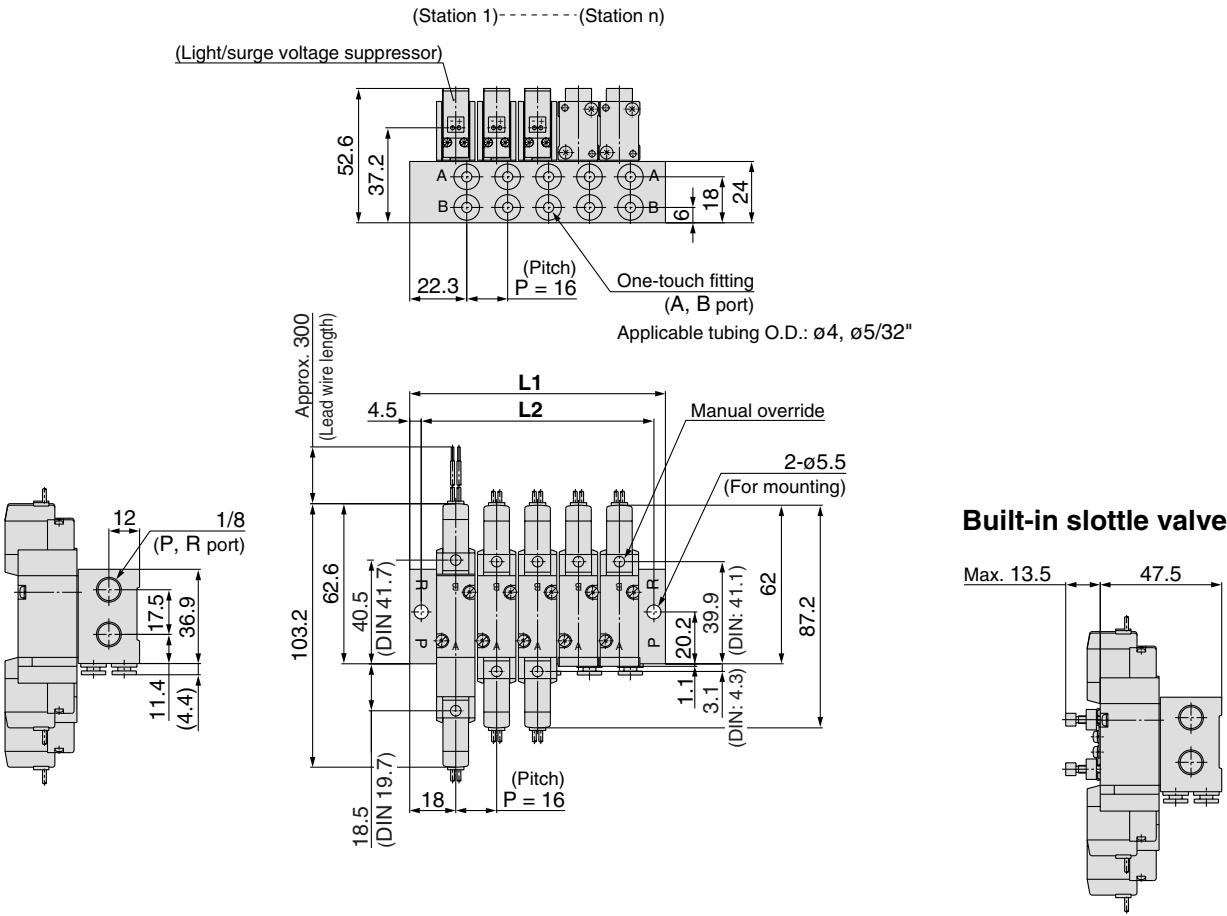 (Station 1)- - - - - - - -(Station n)
(Light/surge voltage suppressor)
52.6
37.2
A
A
B
B
6
18
24
22.3
(Pitch)
P = 16
One-touch fitting
(A, B port)
Applicable tubing O.D.: ø4, ø5/32"
Approx. 300
(Lead wire length)
L1
L2
4.5
Manual override
2-ø5.5
(For mounting)
12
1/8
(P, R port)
17.5
36.9
11.4
(4.4)
103.2
62.6
40.5
(DIN 41.7)
R
P
B
A
B
A
B
A
B
A
B
A
R
P
20.2
39.9
(DIN: 41.1)
62
87.2
1.1
3.1
(DIN: 4.3)
18.5
(DIN 19.7)
18
(Pitch)
P = 16
Built-in slottle valve
Max. 13.5
47.5